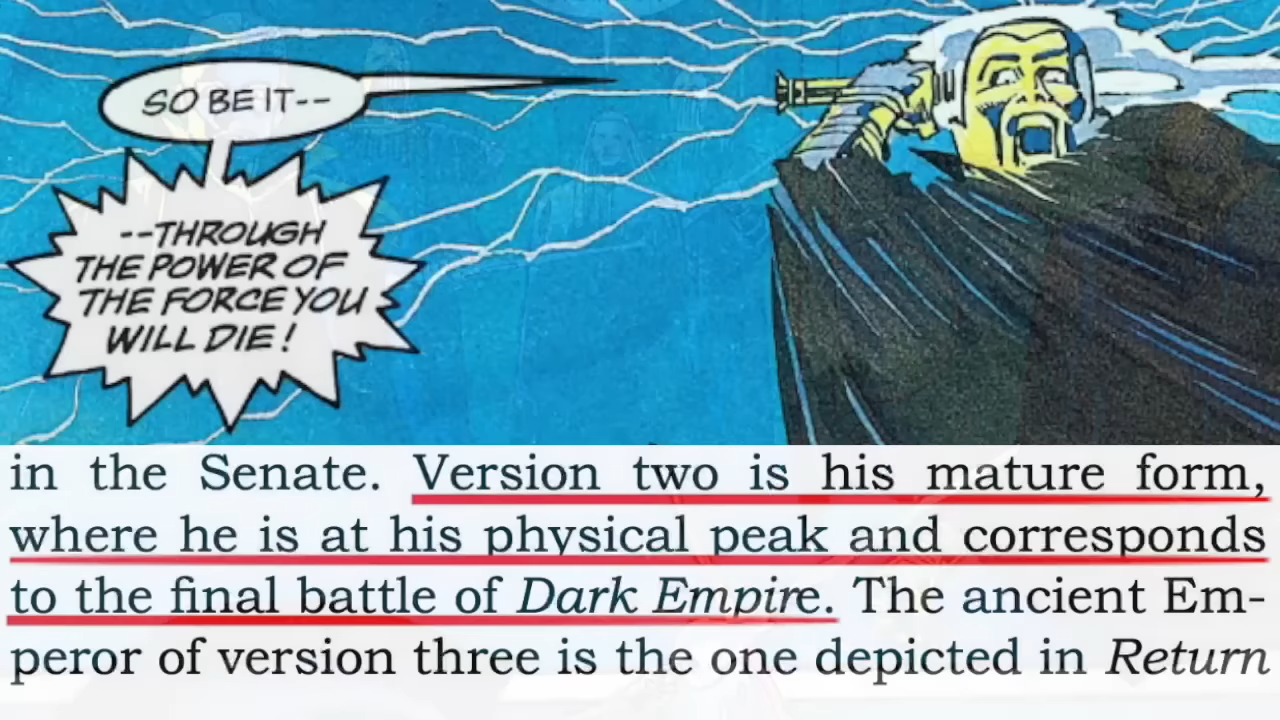 SO BE IT--
--THROUGH
THE POWER OF
THE FORCE YOU
WILL DIE!
in the Senate. Version two is his mature form,
where he is at his physical peak and corresponds
to the final battle of Dark Empire. The ancient Em-
peror of version three is the one depicted in Return